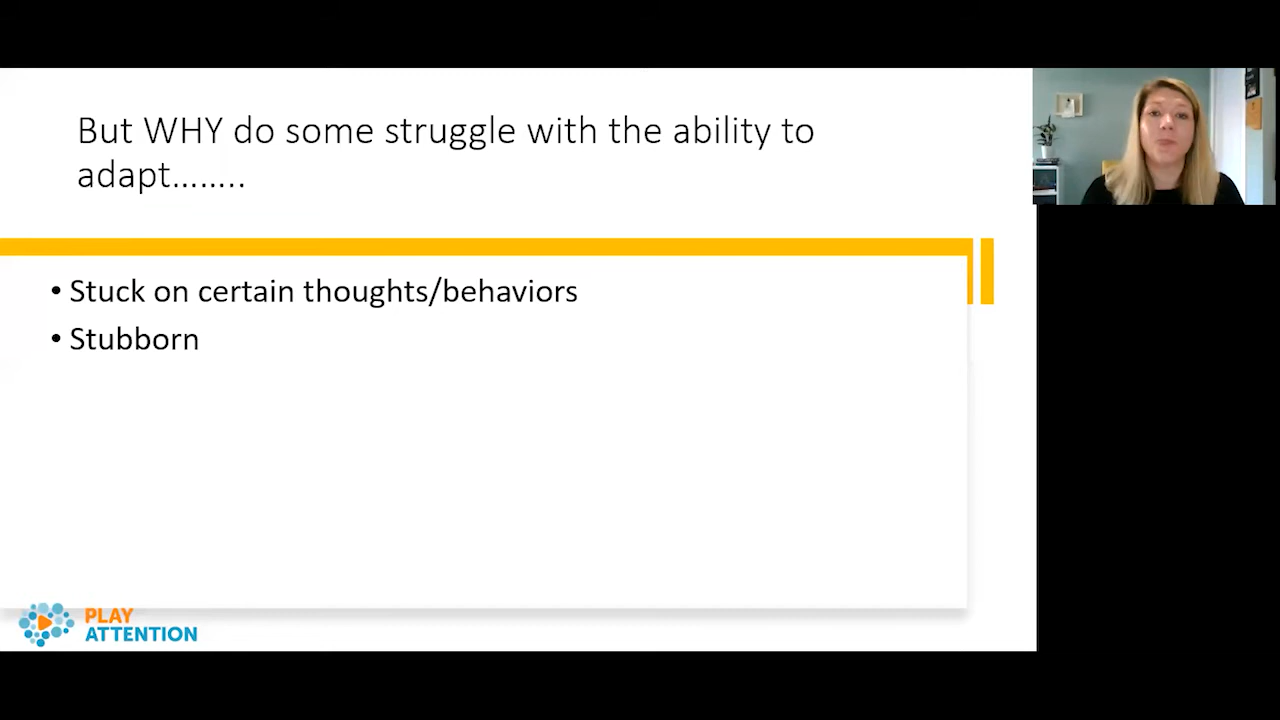 But WHY do some struggle with the ability to
adapt……..
• Stuck on certain thoughts/behaviors
• Stubborn
PLAY
ATTENTION